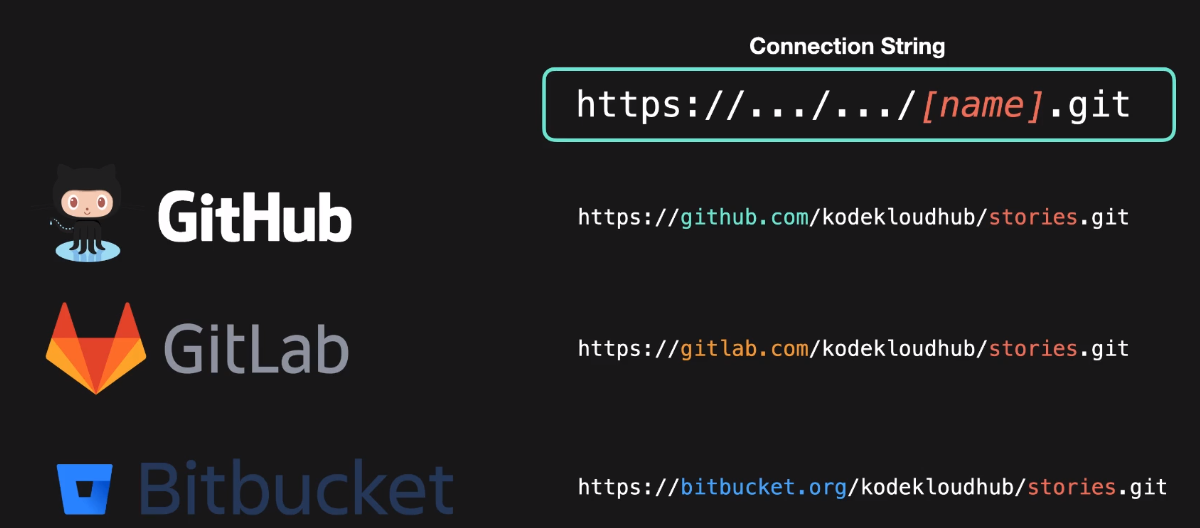 Connection String
https://.../.../[name].git
GitHub
https://github.com/kodekloudhub/stories.git
GitLab
https://gitlab.com/kodekloudhub/stories.git
Bitbucket
https://bitbucket.org/kodekloudhub/stories.git